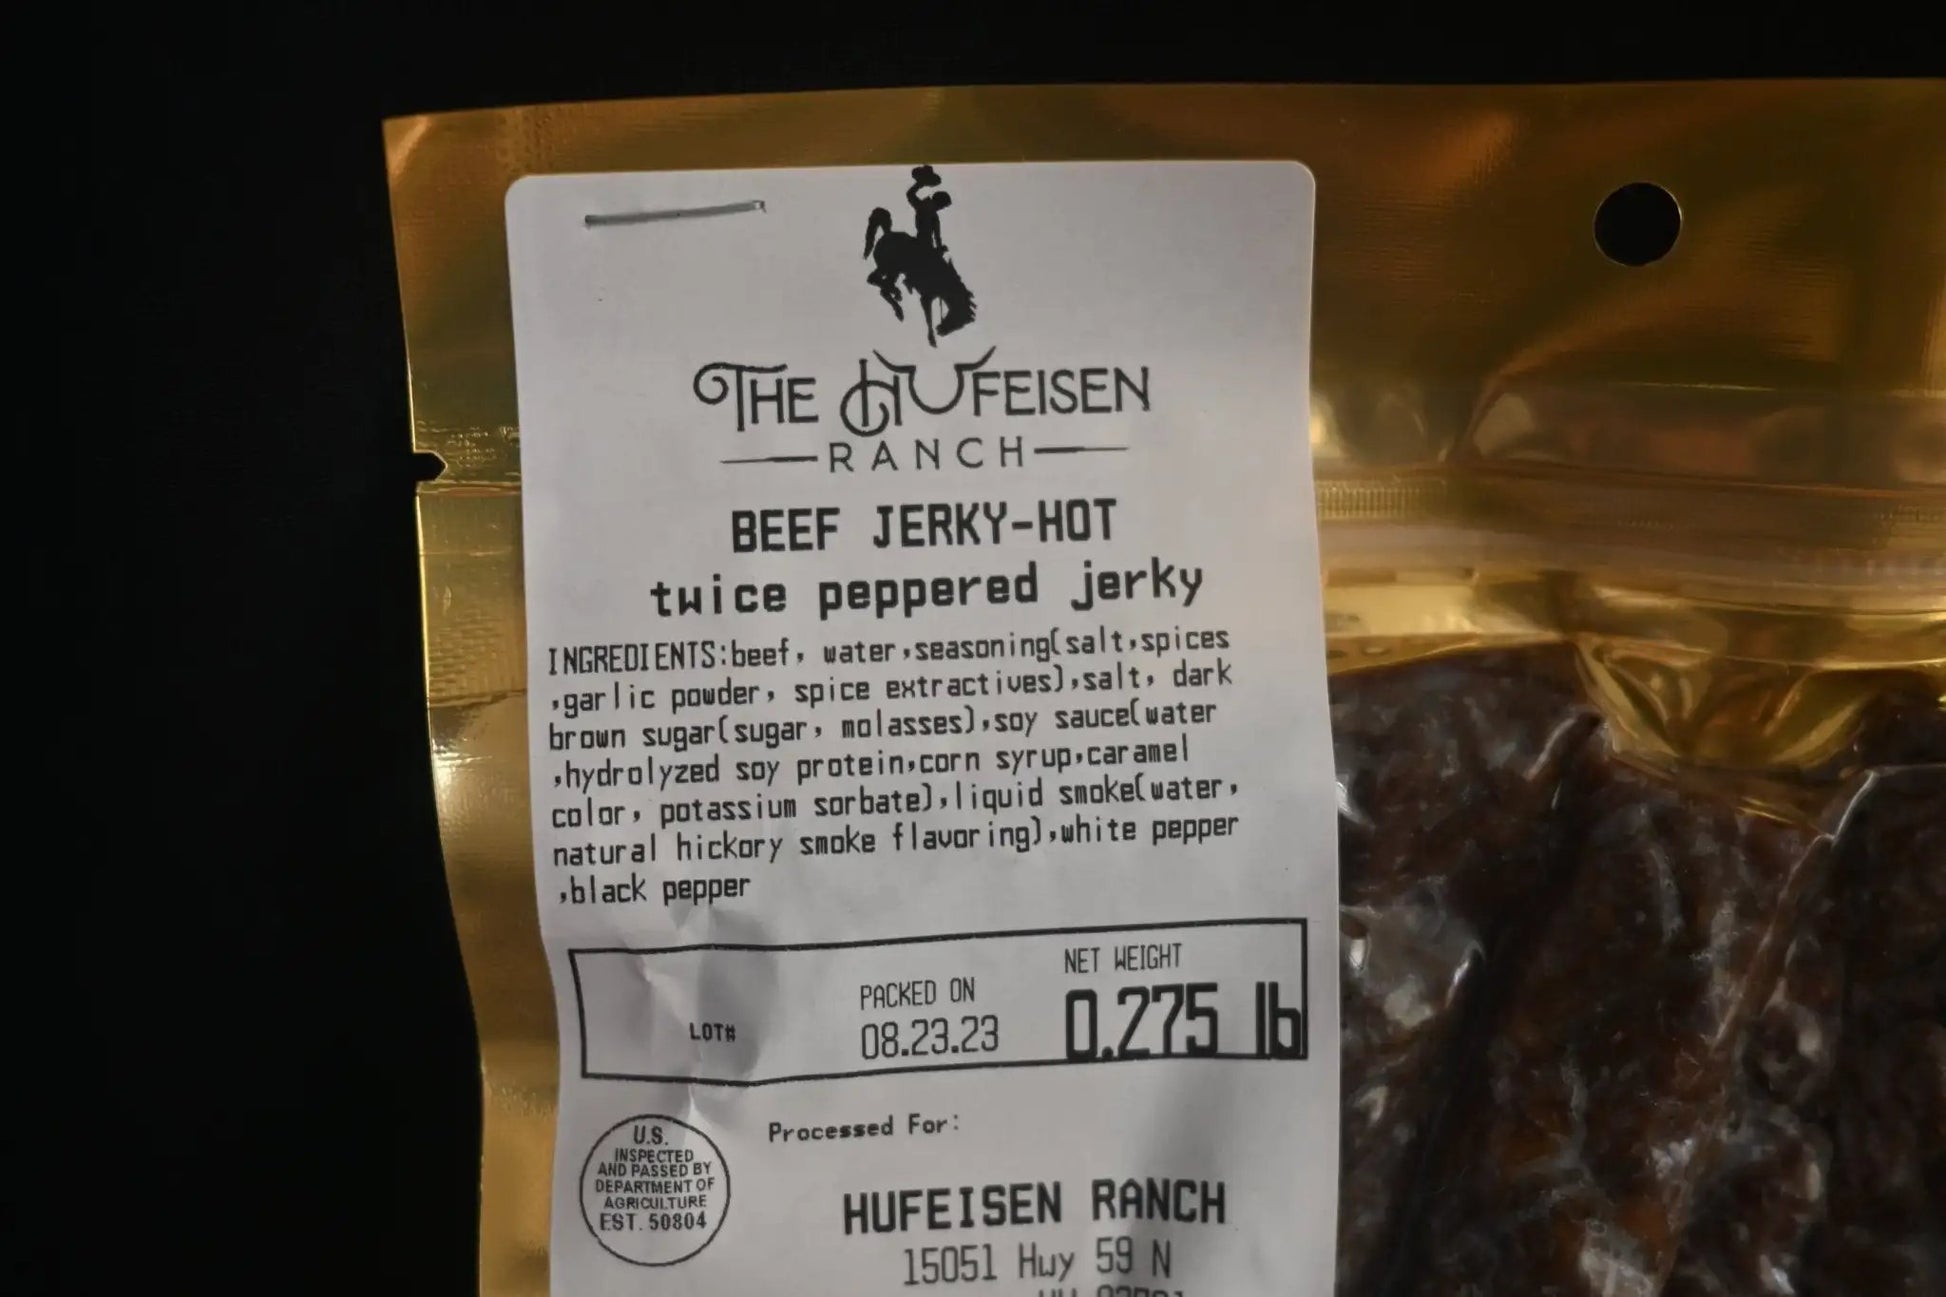 THE HUFEISEN
RANCH
BEEF JERKY-HOT
twice peppered jerky
INGREDIENTS:beef, water,seasoning(salt,spices
,garlic powder, spice extractives),salt, dark
brown sugar(sugar, molasses),soy sauce(water
,hydrolyzed soy protein,corn syrup,caramel
color, potassium sorbate),liquid smoke(water,
natural hickory smoke flavoring),white pepper
,black pepper
LOT#
PACKED ON
08.23.23
NET WEIGHT
0.275 lb
U.S.
INSPECTED
AND PASSED BY
DEPARTMENT OF
AGRICULTURE
EST. 50804
Processed For:
HUFEISEN RANCH
15051 Hwy 59 N